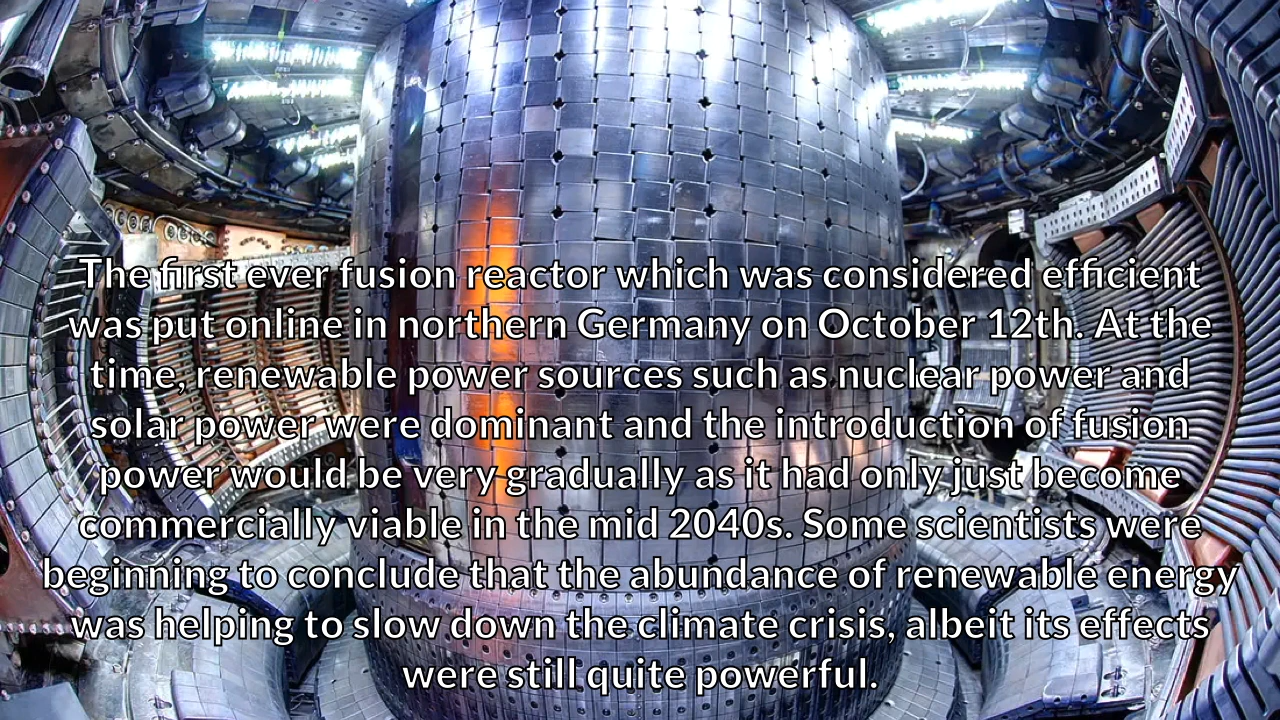 The first ever fusion reactor which was considered efficient
was put online in northern Germany on October 12th. At the
time, renewable power sources such as nuclear power and
solar power were dominant and the introduction of fusion
power would be very gradually as it had only just become
commercially viable in the mid 2040s. Some scientists were
beginning to conclude that the abundance of renewable energy
was helping to slow down the climate crisis, albeit its effects
were still quite powerful.